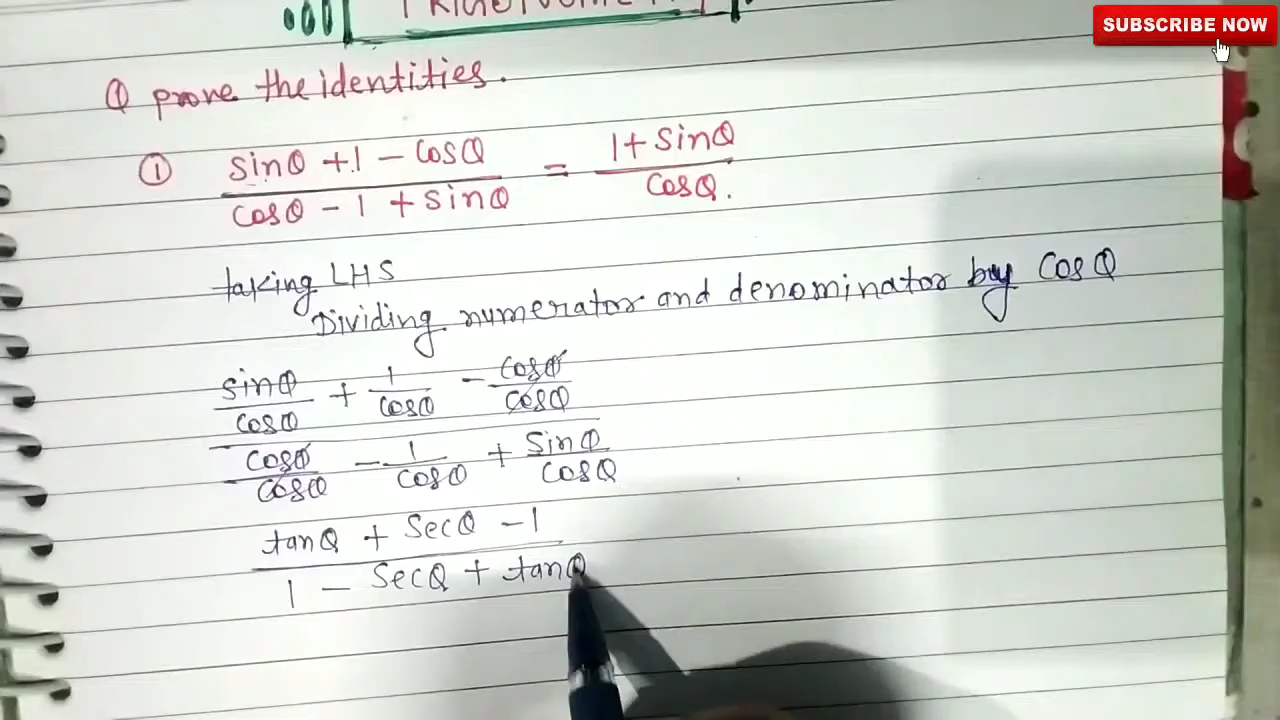 SUBSCRIBE NOW
Q prove the identities.
① sinθ + 1 - cosθ / cosθ - 1 + sinθ = 1 + sinθ / cosθ.
taking LHS
Dividing numerator and denominator by cosθ
sinθ/cosθ + 1/cosθ - cosθ/cosθ
cosθ/cosθ - 1/cosθ + sinθ/cosθ
tanθ + secθ - 1
1 - secθ + tanθ